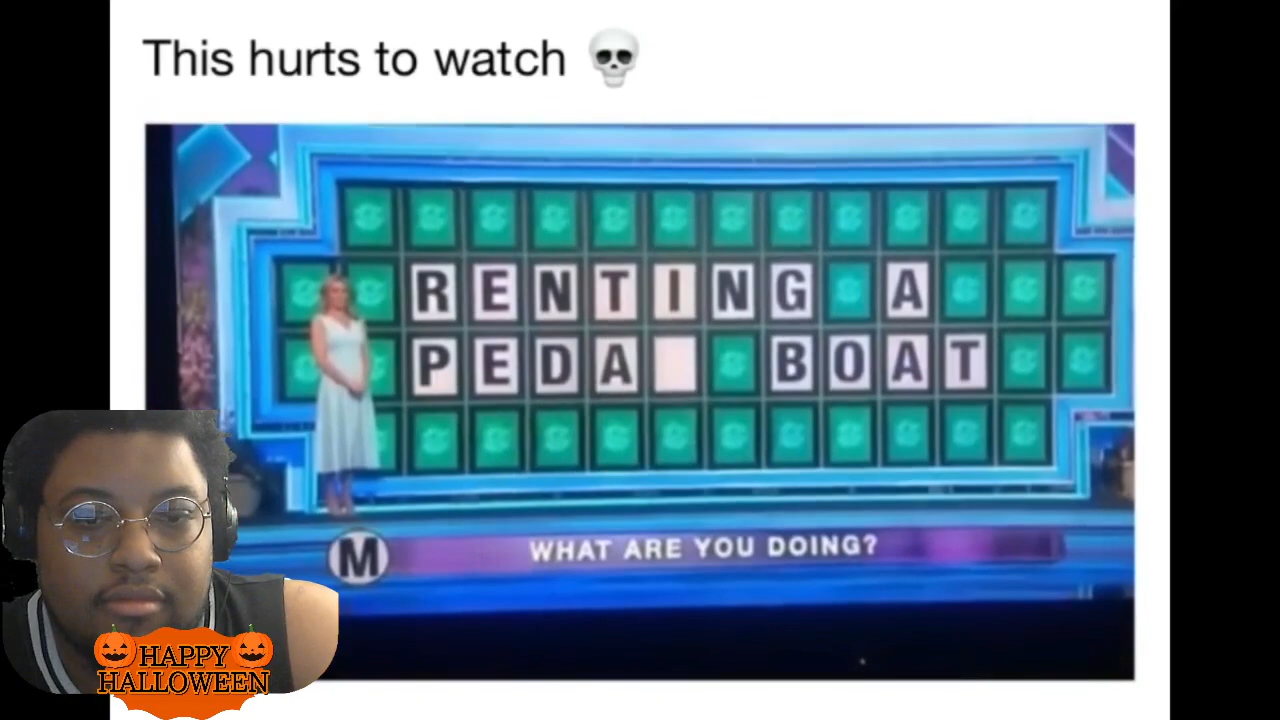 This hurts to watch 💀
RENTING A
PEDA BOAT
M WHAT ARE YOU DOING?
HAPPY
HALLOWEEN